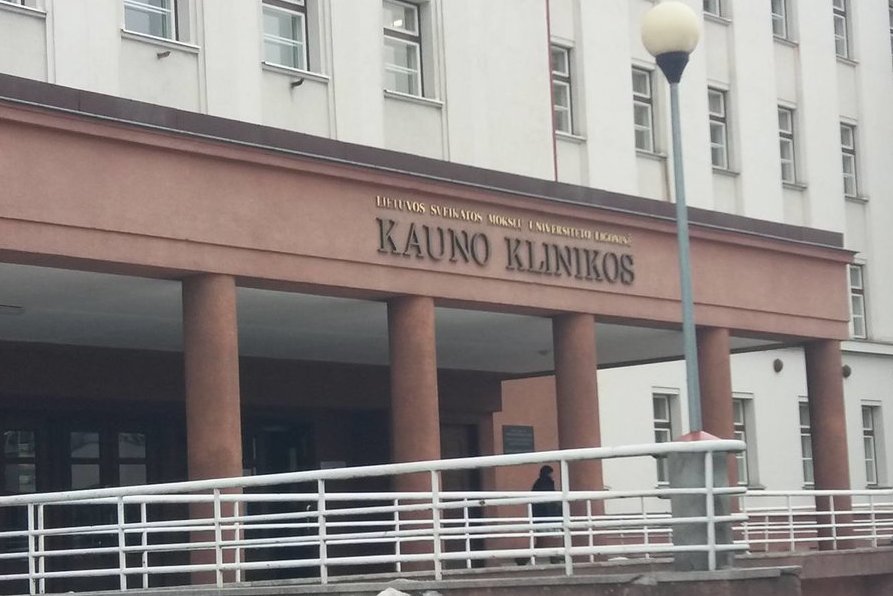 LIETUVOS SVEIKATOS MOKSLŲ UNIVERSITETO LIGONINĖ
KAUNO KLINIKOS